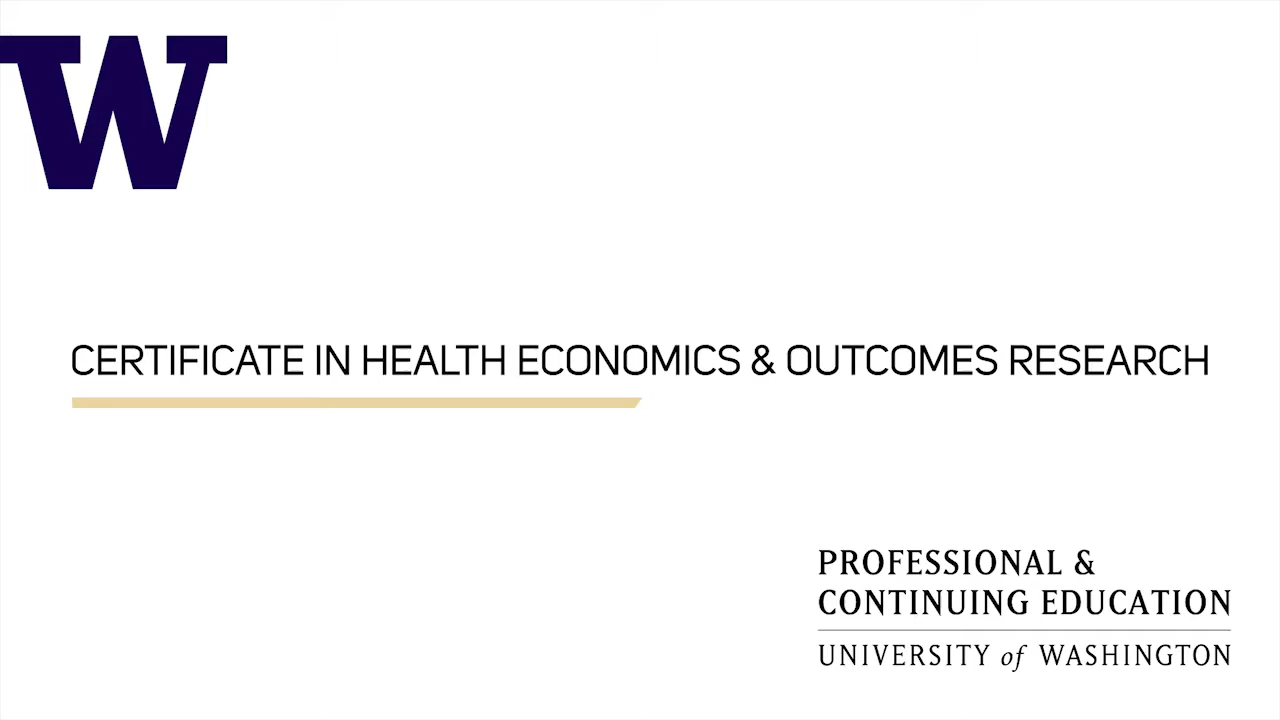 W
CERTIFICATE IN HEALTH ECONOMICS & OUTCOMES RESEARCH
PROFESSIONAL &
CONTINUING EDUCATION
UNIVERSITY of WASHINGTON